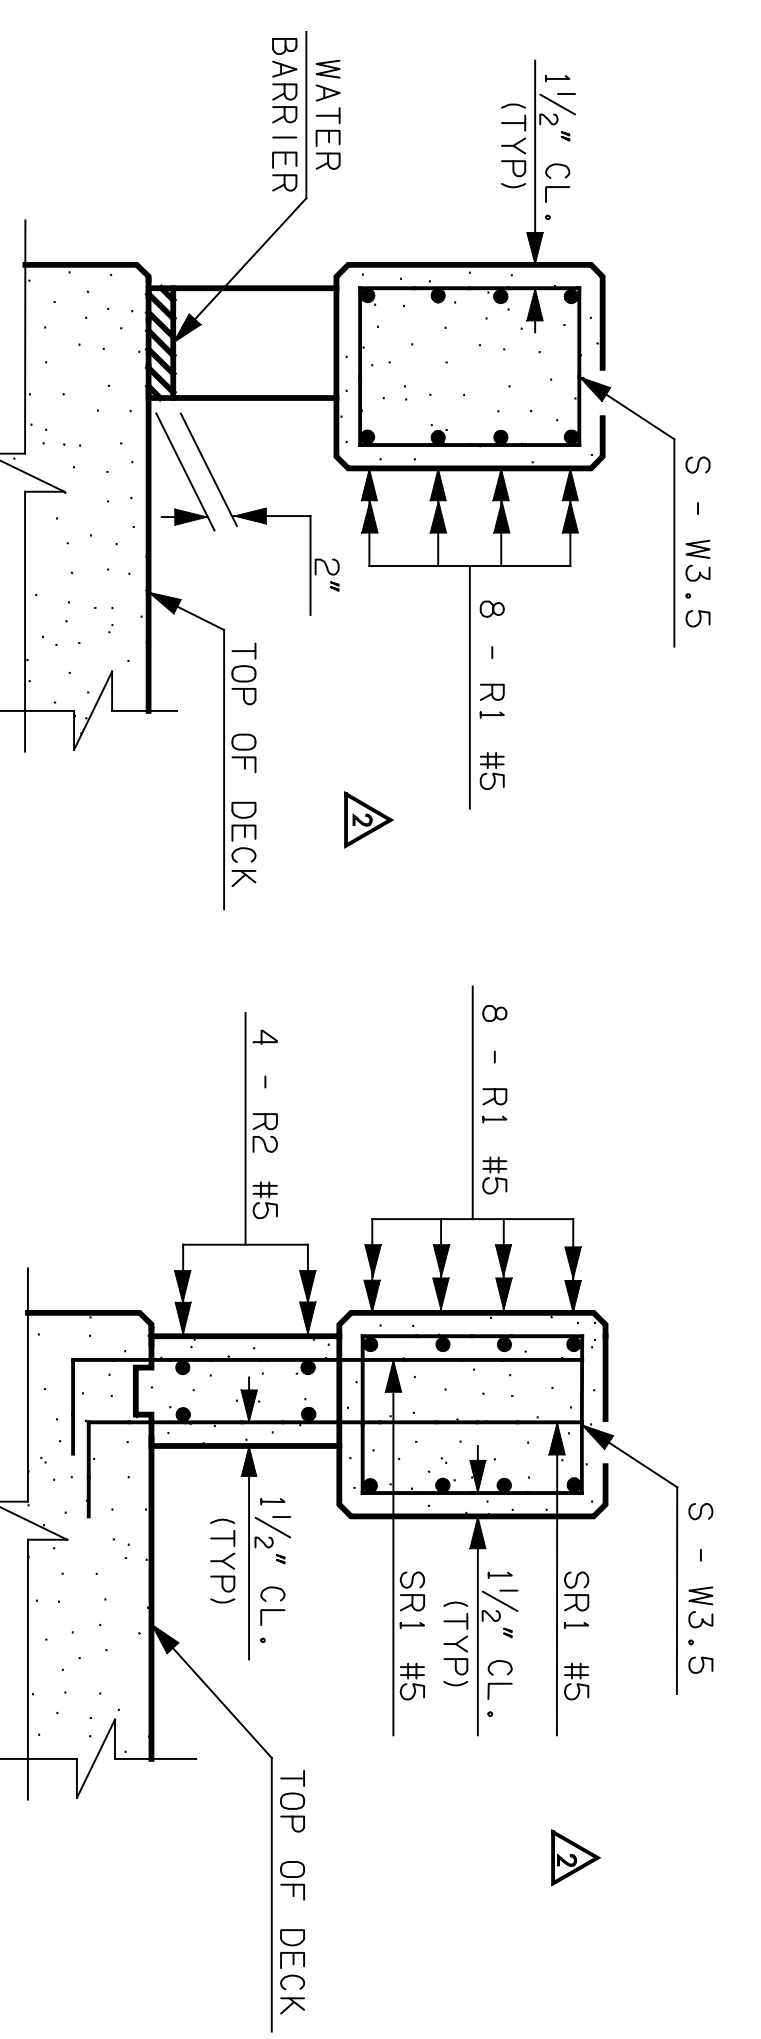 S - W3.5
1½" CL.
(TYP)
8 - R1 #5
2
WATER
BARRIER
2"
TOP OF DECK
S - W3.5
8 - R1 #5
SR1 #5
1½" CL.
(TYP)
SR1 #5
2
4 - R2 #5
1½" CL.
(TYP)
TOP OF DECK